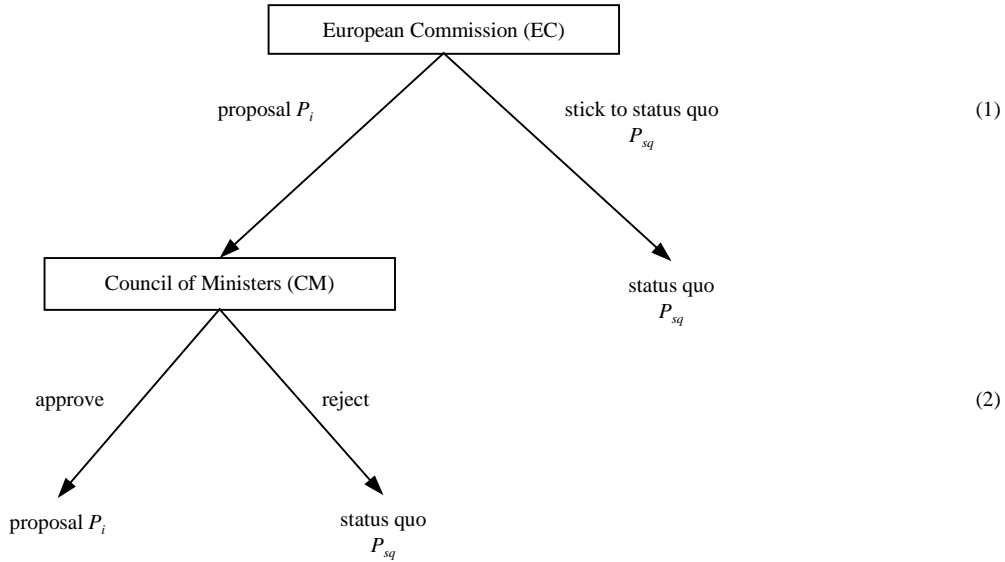 European Commission (EC)
proposal P_i
stick to status quo
P_sq
(1)
Council of Ministers (CM)
status quo
P_sq
approve
reject
(2)
proposal P_i
status quo
P_sq